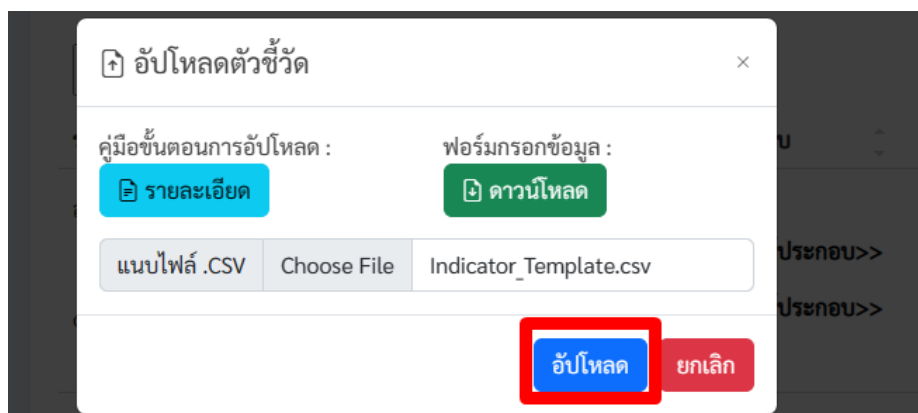 อัปโหลดตัวชี้วัด
×
คู่มือขั้นตอนการอัปโหลด :
ฟอร์มกรอกข้อมูล :
รายละเอียด
ดาวน์โหลด
แนบไฟล์ .CSV Choose File Indicator_Template.csv
ประกอบ>>
ประกอบ>>
อัปโหลด ยกเลิก